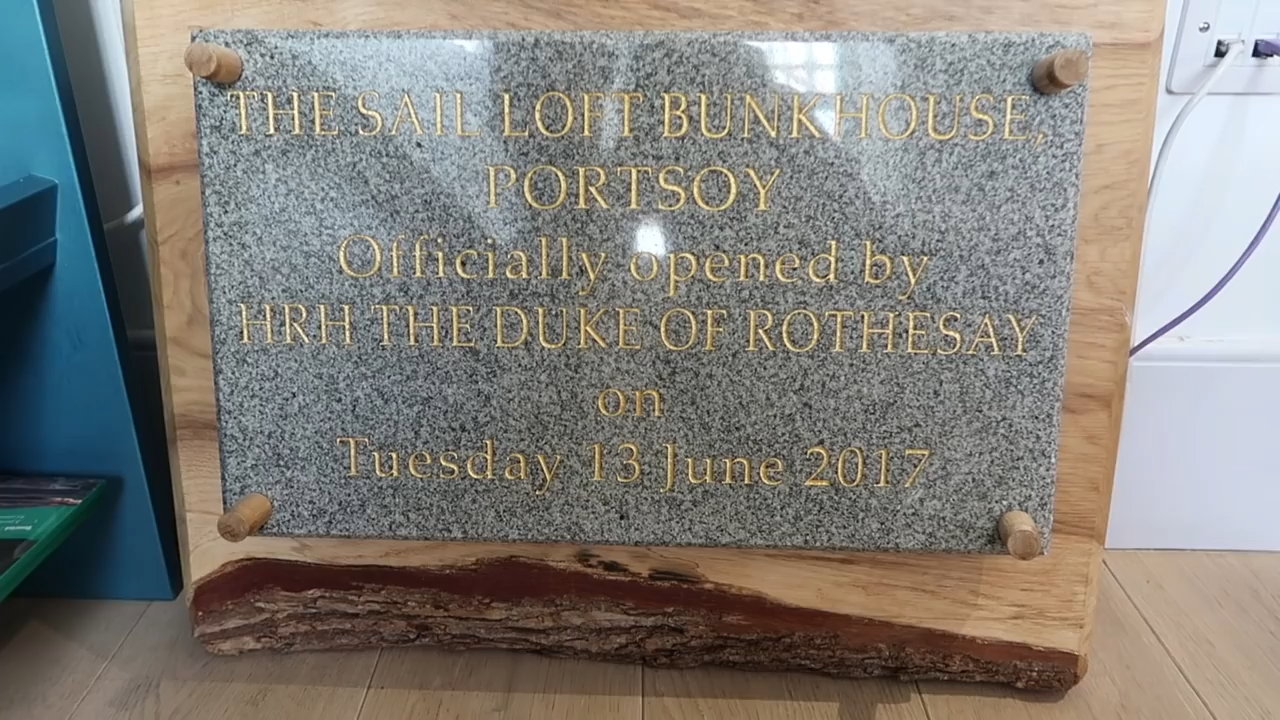 THE SAIL LOFT BUNKHOUSE,
PORTSOY
Officially opened by
HRH THE DUKE OF ROTHESAY
on
Tuesday 13 June 2017